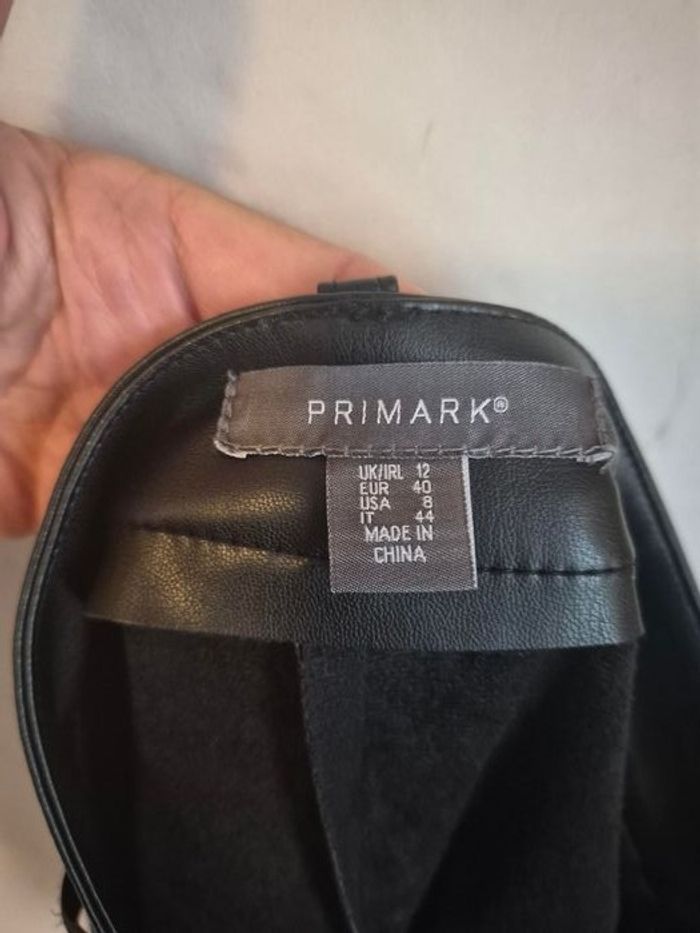 PRIMARK®
UK/IRL 12
EUR 40
USA 8
IT 44
MADE IN
CHINA